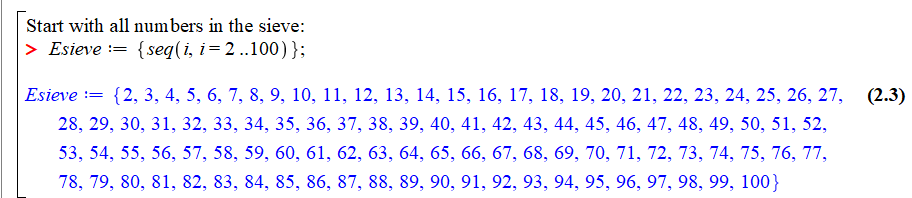 Start with all numbers in the sieve:
> Esieve := {seq(i, i = 2 ..100)};
Esieve := {2, 3, 4, 5, 6, 7, 8, 9, 10, 11, 12, 13, 14, 15, 16, 17, 18, 19, 20, 21, 22, 23, 24, 25, 26, 27, (2.3)
28, 29, 30, 31, 32, 33, 34, 35, 36, 37, 38, 39, 40, 41, 42, 43, 44, 45, 46, 47, 48, 49, 50, 51, 52,
53, 54, 55, 56, 57, 58, 59, 60, 61, 62, 63, 64, 65, 66, 67, 68, 69, 70, 71, 72, 73, 74, 75, 76, 77,
78, 79, 80, 81, 82, 83, 84, 85, 86, 87, 88, 89, 90, 91, 92, 93, 94, 95, 96, 97, 98, 99, 100}